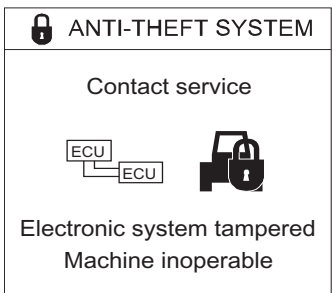 ANTI-THEFT SYSTEM
Contact service
ECU
ECU
Electronic system tampered
Machine inoperable